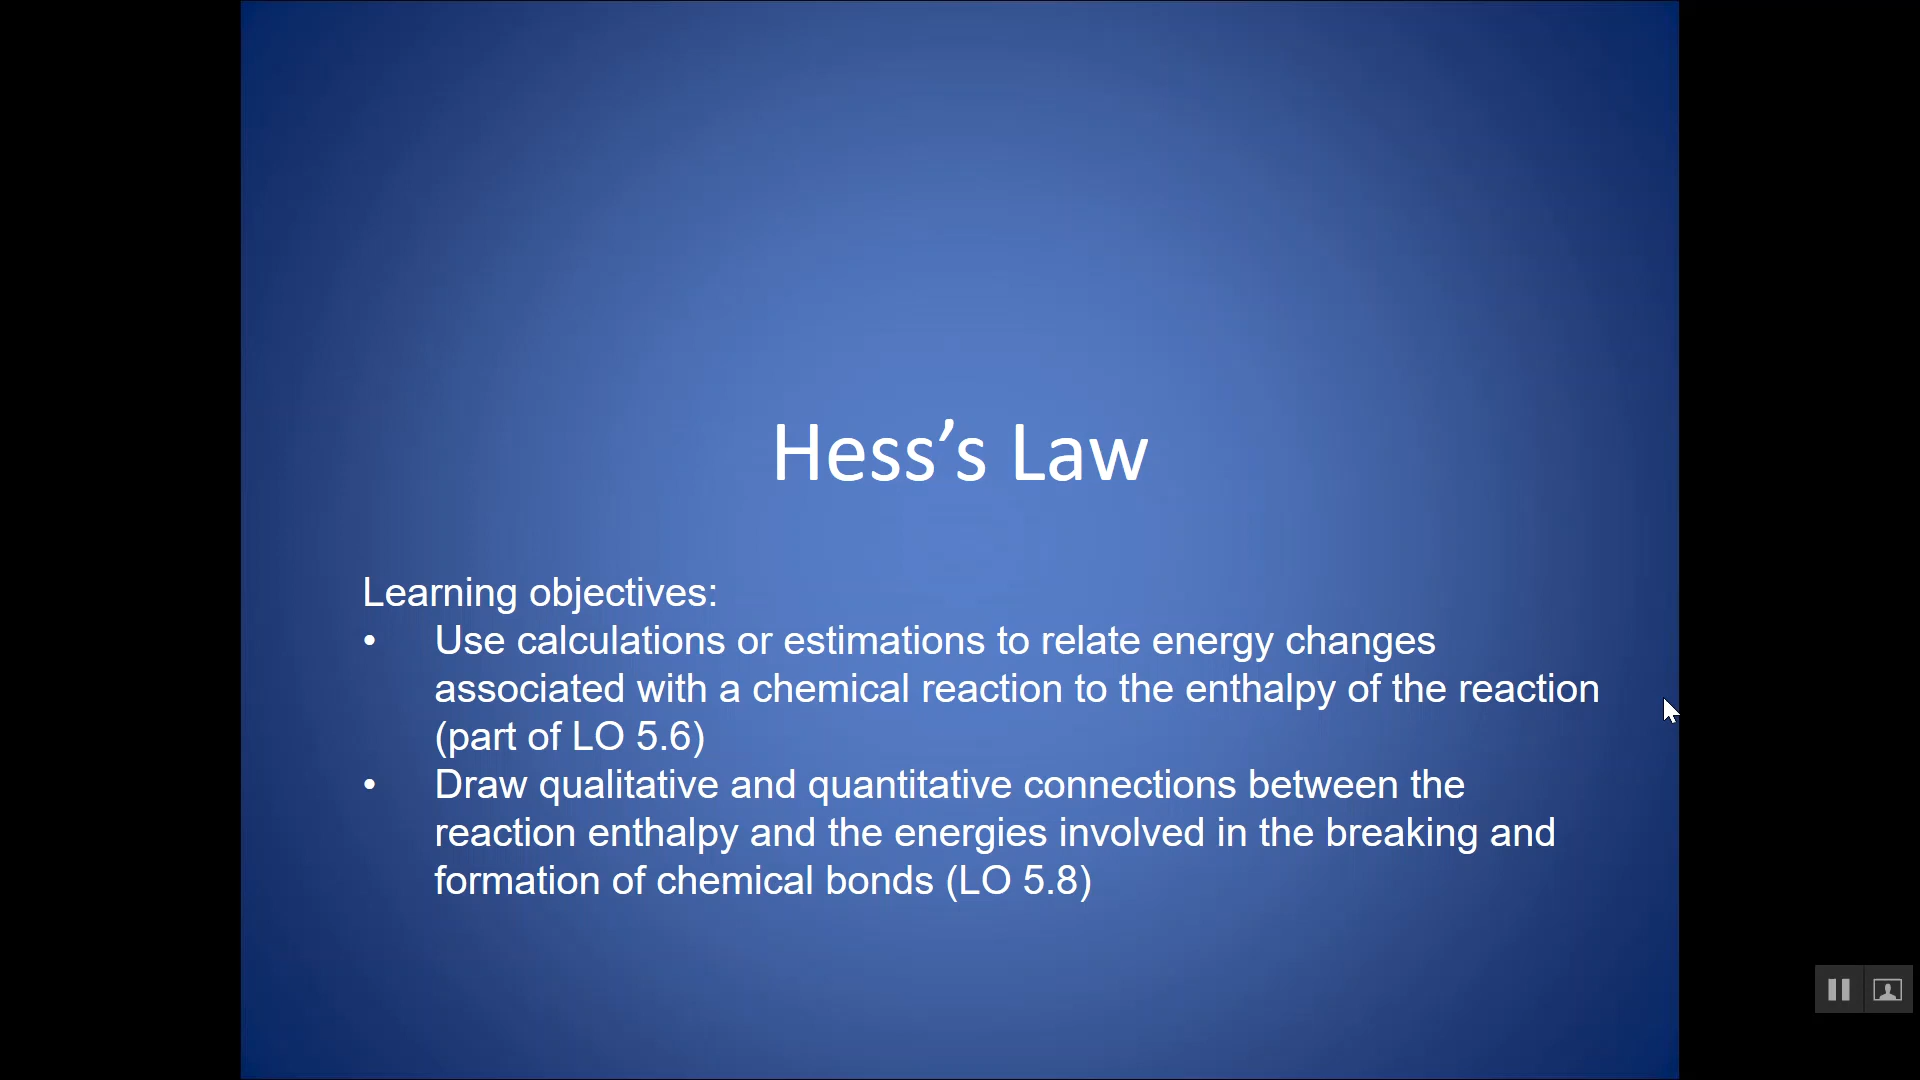 Hess’s Law
Learning objectives:
• Use calculations or estimations to relate energy changes
associated with a chemical reaction to the enthalpy of the reaction
(part of LO 5.6)
• Draw qualitative and quantitative connections between the
reaction enthalpy and the energies involved in the breaking and
formation of chemical bonds (LO 5.8)